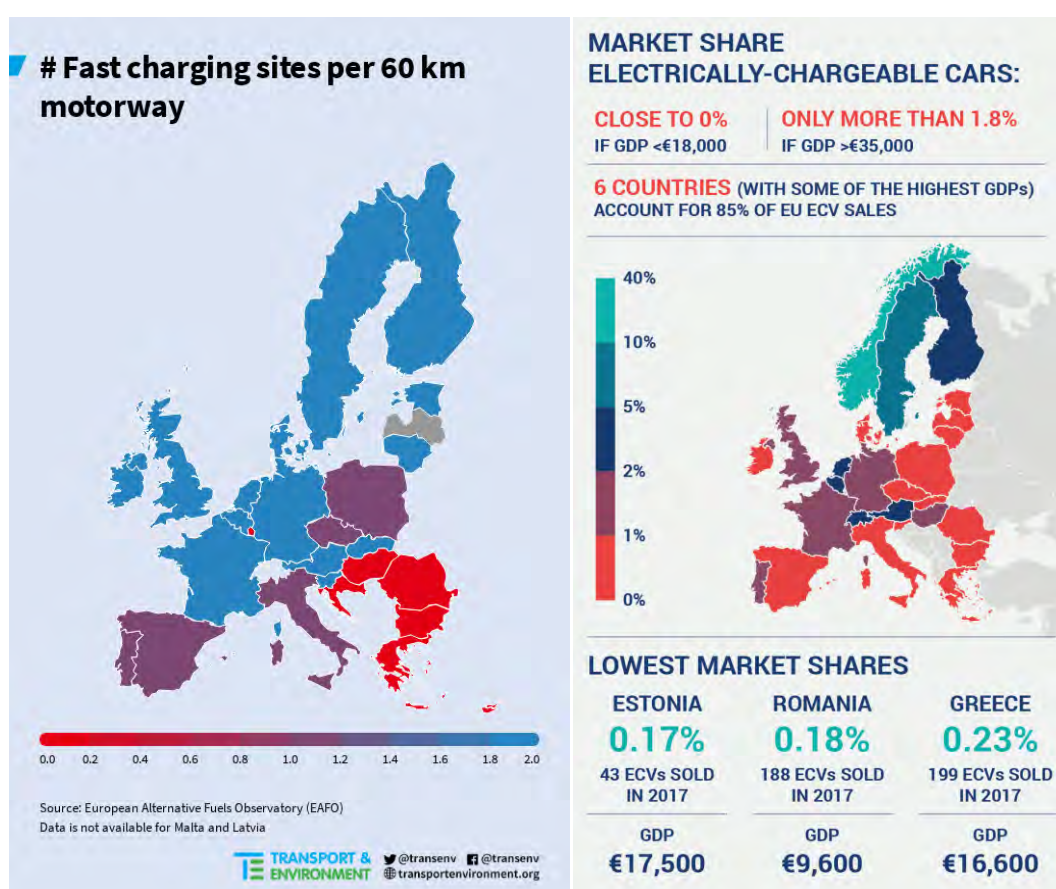 # Fast charging sites per 60 km
motorway
0.0 0.2 0.4 0.6 0.8 1.0 1.2 1.4 1.6 1.8 2.0
Source: European Alternative Fuels Observatory (EAFO)
Data is not available for Malta and Latvia
TRANSPORT &
ENVIRONMENT
@transenv @transenv
transportenvironment.org
MARKET SHARE
ELECTRICALLY-CHARGEABLE CARS:
CLOSE TO 0%
IF GDP <€18,000
ONLY MORE THAN 1.8%
IF GDP >€35,000
6 COUNTRIES (WITH SOME OF THE HIGHEST GDPs)
ACCOUNT FOR 85% OF EU ECV SALES
40%
10%
5%
2%
1%
0%
LOWEST MARKET SHARES
ESTONIA
0.17%
43 ECVs SOLD
IN 2017
GDP
€17,500
ROMANIA
0.18%
188 ECVs SOLD
IN 2017
GDP
€9,600
GREECE
0.23%
199 ECVs SOLD
IN 2017
GDP
€16,600